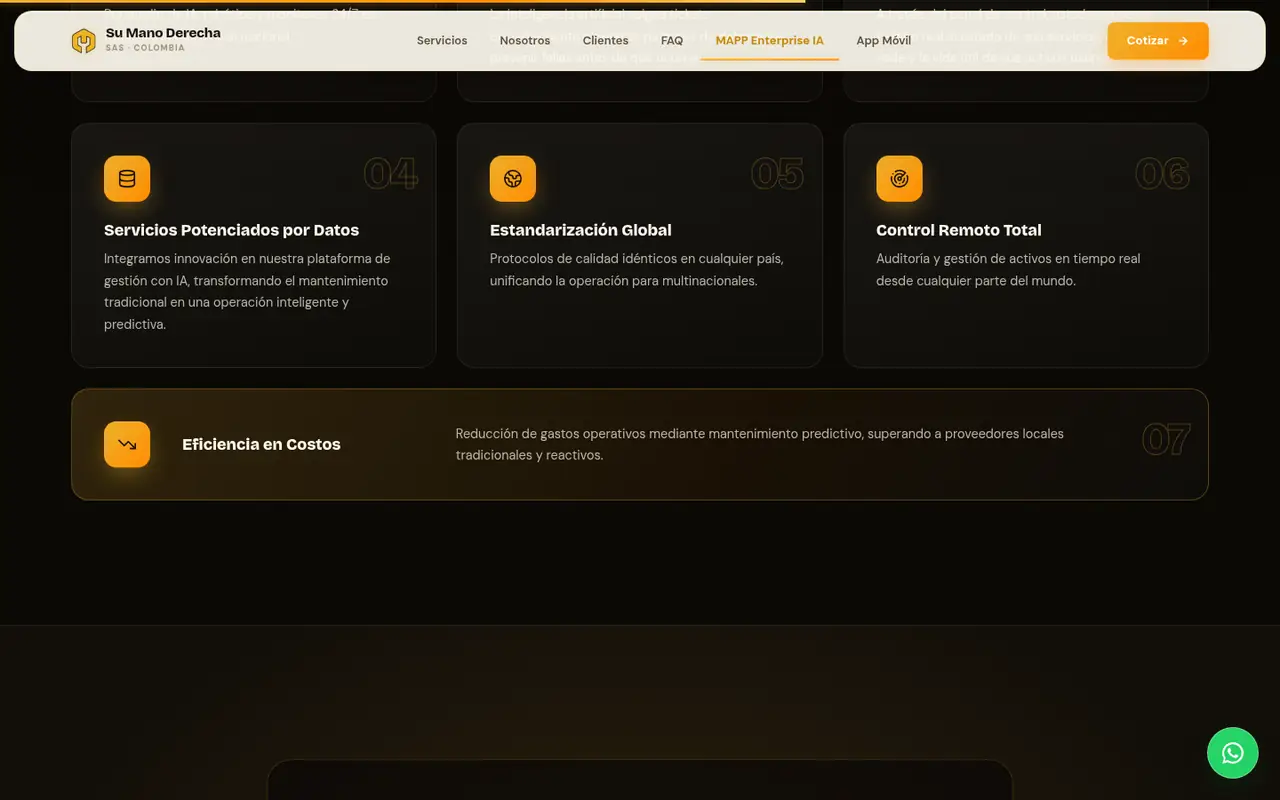 Su Mano Derecha
SAS · COLOMBIA
Servicios
Nosotros
Clientes
FAQ
MAPP Enterprise IA
App Móvil
Cotizar →
04
Servicios Potenciados por Datos
Integramos innovación en nuestra plataforma de
gestión con IA, transformando el mantenimiento
tradicional en una operación inteligente y
predictiva.
05
Estandarización Global
Protocolos de calidad idénticos en cualquier país,
unificando la operación para multinacionales.
06
Control Remoto Total
Auditoría y gestión de activos en tiempo real
desde cualquier parte del mundo.
Eficiencia en Costos
Reducción de gastos operativos mediante mantenimiento predictivo, superando a proveedores locales
tradicionales y reactivos.
07